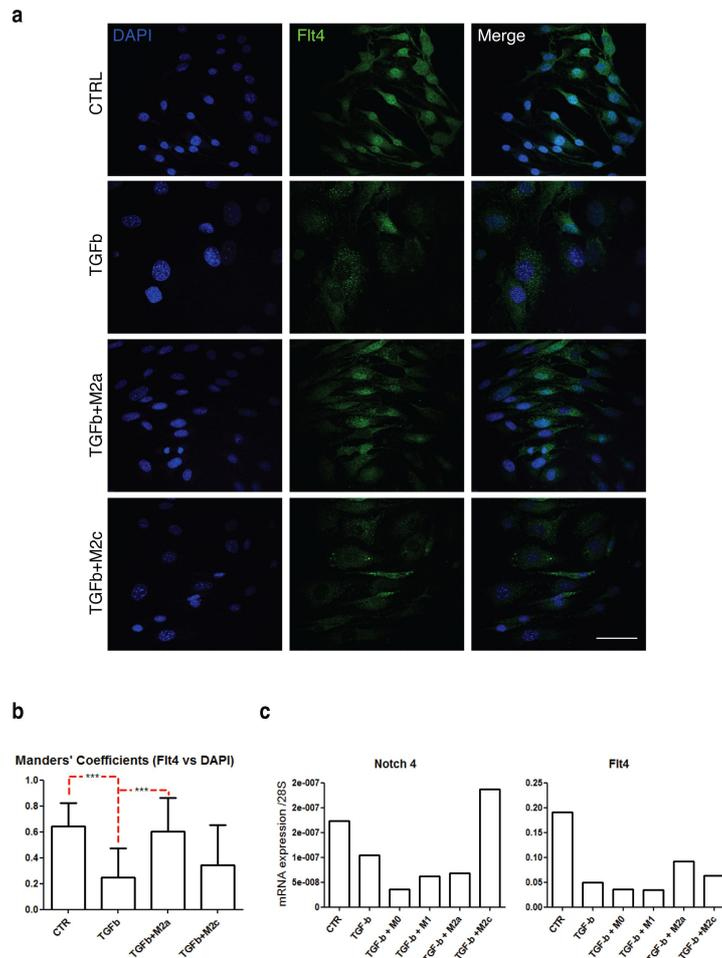 a
DAPI Flt4 Merge
CTRL
TGFb
TGFb+M2a
TGFb+M2c
b
c
Manders' Coefficients (Flt4 vs DAPI)
1.0
0.8
0.6
0.4
0.2
0.0
*** ***
CTR TGFb TGFb+M2a TGFb+M2c
Notch 4
mRNA expression /28S
2e-007
2e-007
2e-007
1e-007
5e-008
0
CTR TGF-b TGF-b + M0 TGF-b + M1 TGF-b + M2a TGF-b +M2c
Flt4
0.25
0.20
0.15
0.10
0.05
0.00
CTR TGF-b TGF-b + M0 TGF-b + M1 TGF-b + M2a TGF-b +M2c